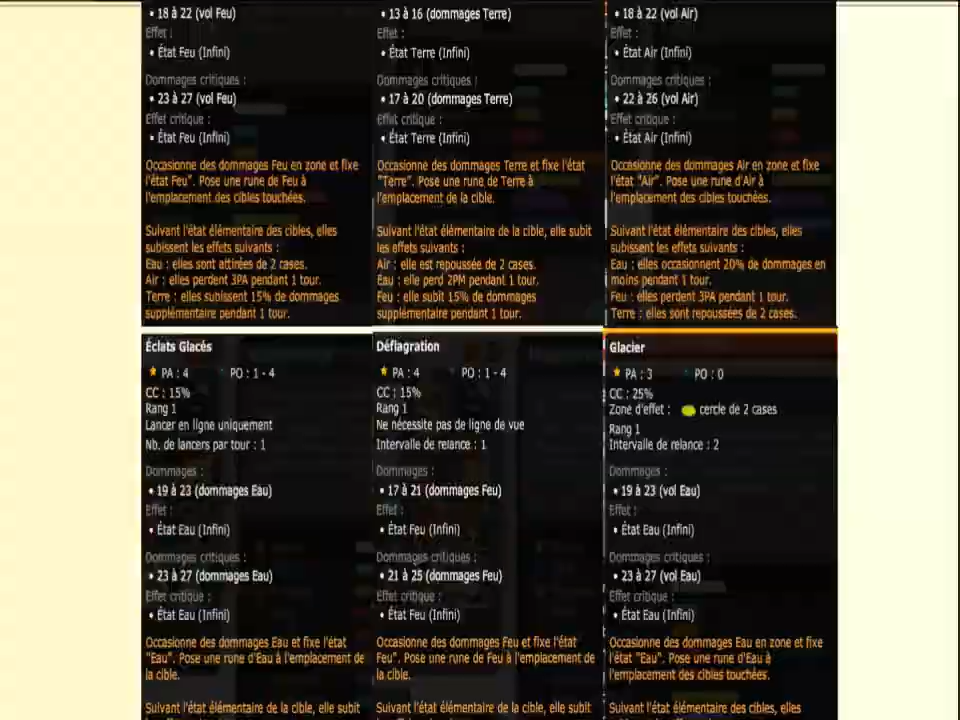 • 18 à 22 (vol Feu)
Effet :
• État Feu (Infini)
Dommages critiques :
• 23 à 27 (vol Feu)
Effet critique :
• État Feu (Infini)
Occasionne des dommages Feu en zone et fixe
l'état Feu". Pose une rune de Feu à
l'emplacement des cibles touchées.
Suivant l'état élémentaire des cibles, elles
subissent les effets suivants :
Eau : elles sont attirées de 2 cases.
Air : elles perdent 3PA pendant 1 tour.
Terre : elles subissent 15% de dommages
supplémentaire pendant 1 tour.
• 13 à 16 (dommages Terre)
Effet :
• État Terre (Infini)
Dommages critiques :
• 17 à 20 (dommages Terre)
Effet critique :
• État Terre (Infini)
Occasionne des dommages Terre et fixe l'état
"Terre". Pose une rune de Terre à
l'emplacement de la cible.
Suivant l'état élémentaire de la cible, elle subit
les effets suivants :
Air : elle est repoussée de 2 cases.
Eau : elle perd 2PM pendant 1 tour.
Feu : elle subit 15% de dommages
supplémentaire pendant 1 tour.
• 18 à 22 (vol Air)
Effet :
• État Air (Infini)
Dommages critiques :
• 22 à 26 (vol Air)
Effet critique :
• État Air (Infini)
Occasionne des dommages Air en zone et fixe
l'état "Air". Pose une rune d'Air à
l'emplacement des cibles touchées.
Suivant l'état élémentaire des cibles, elles
subissent les effets suivants :
Eau : elles occasionnent 20% de dommages en
moins pendant 1 tour.
Feu : elles perdent 3PA pendant 1 tour.
Terre : elles sont repoussées de 2 cases.
Éclats Glacés
PA : 4 PO : 1 - 4
CC : 15%
Rang 1
Lancer en ligne uniquement
Nb. de lancers par tour : 1
Dommages :
• 19 à 23 (dommages Eau)
Effet :
• État Eau (Infini)
Dommages critiques :
• 23 à 27 (dommages Eau)
Effet critique :
• État Eau (Infini)
Occasionne des dommages Eau et fixe l'état
"Eau". Pose une rune d'Eau à l'emplacement de
la cible.
Suivant l'état élémentaire de la cible, elle subit
Déflagration
PA : 4 PO : 1 - 4
CC : 15%
Rang 1
Ne nécessite pas de ligne de vue
Intervalle de relance : 1
Dommages :
• 17 à 21 (dommages Feu)
Effet :
• État Feu (Infini)
Dommages critiques :
• 21 à 25 (dommages Feu)
Effet critique :
• État Feu (Infini)
Occasionne des dommages Feu et fixe l'état
Feu". Pose une rune de Feu à l'emplacement de
la cible.
Suivant l'état élémentaire de la cible, elle subit
Glacier
PA : 3 PO : 0
CC : 25%
Zone d'effet : cercle de 2 cases
Rang 1
Intervalle de relance : 2
Dommages :
• 19 à 23 (vol Eau)
Effet :
• État Eau (Infini)
Dommages critiques :
• 23 à 27 (vol Eau)
Effet critique :
• État Eau (Infini)
Occasionne des dommages Eau en zone et fixe
l'état "Eau". Pose une rune d'Eau à
l'emplacement des cibles touchées.
Suivant l'état élémentaire des cibles, elles